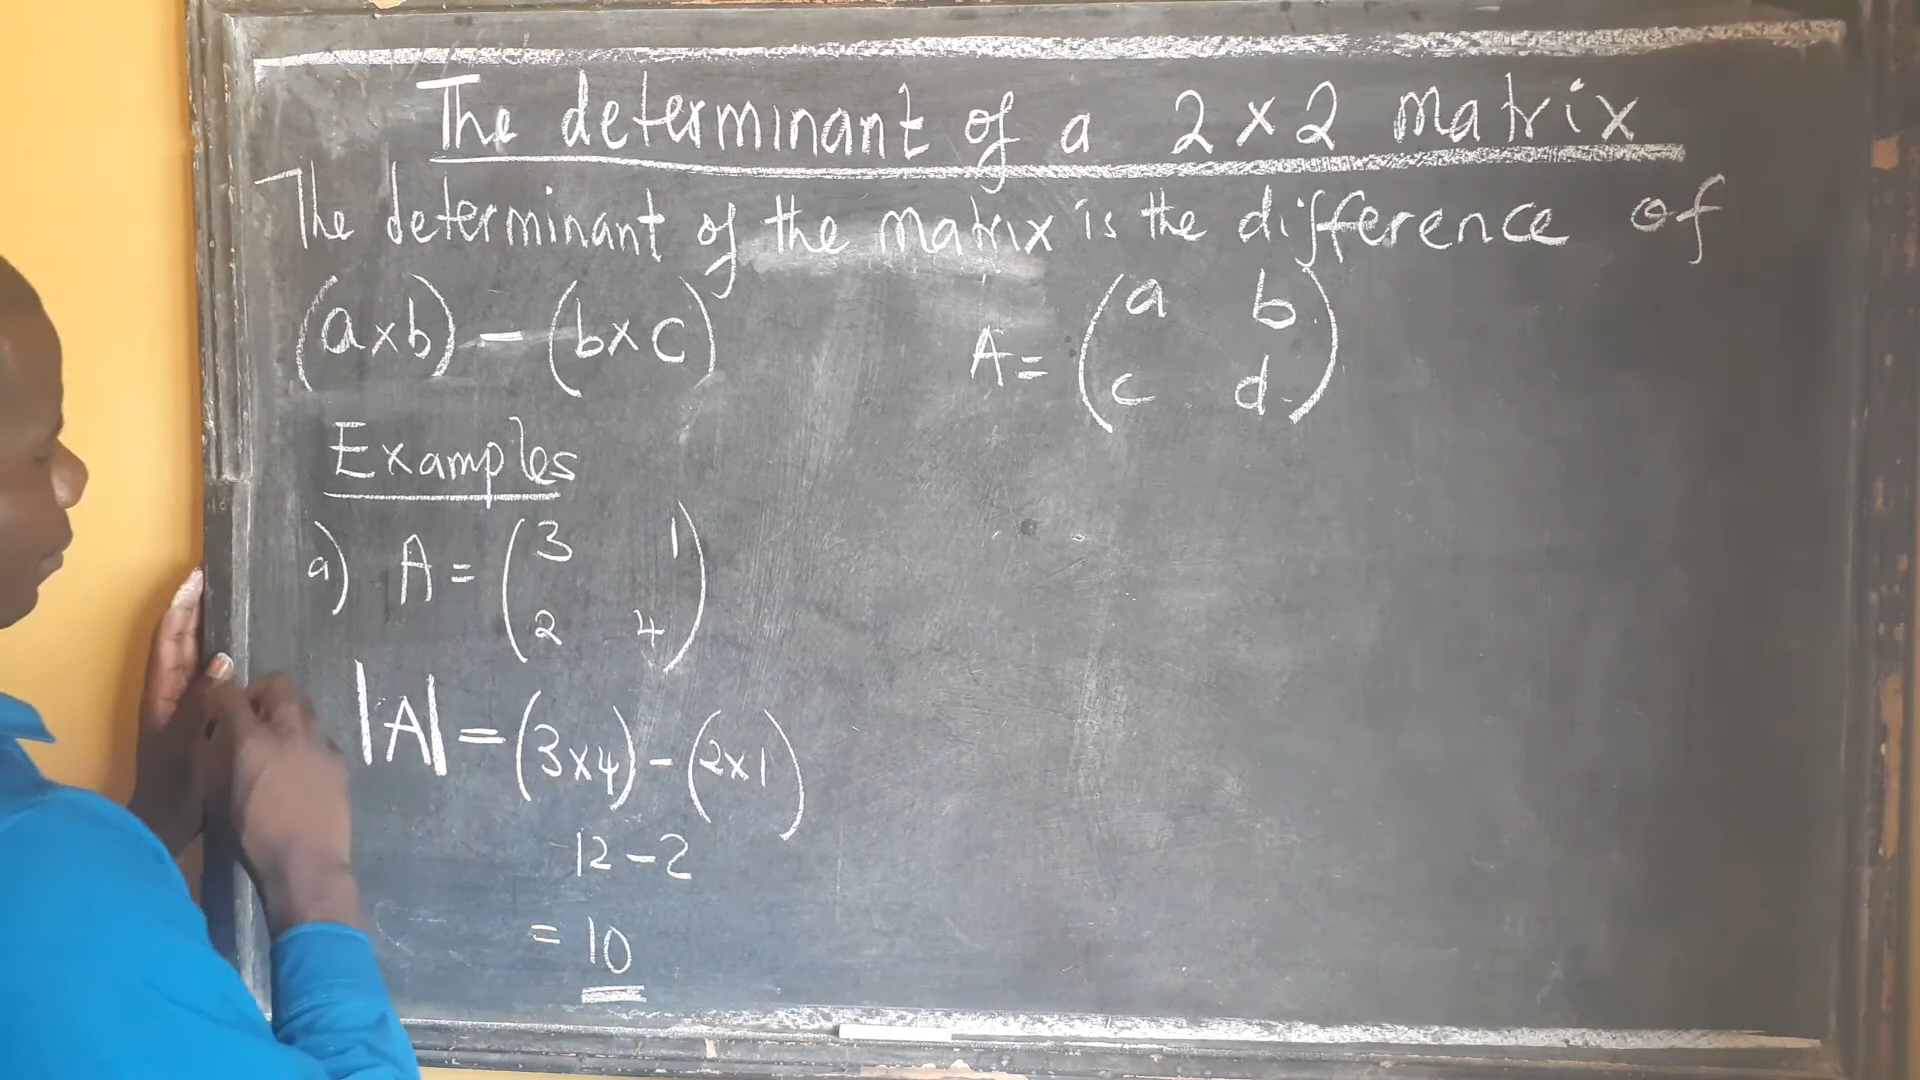 The determinant of a 2 × 2 matrix
The determinant of the matrix is the difference of
(a×b) − (b×c)
A = (a b
c d)
Examples
a) A = (3 1
2 4)
|A| = (3×4) − (2×1)
12 − 2
= 10